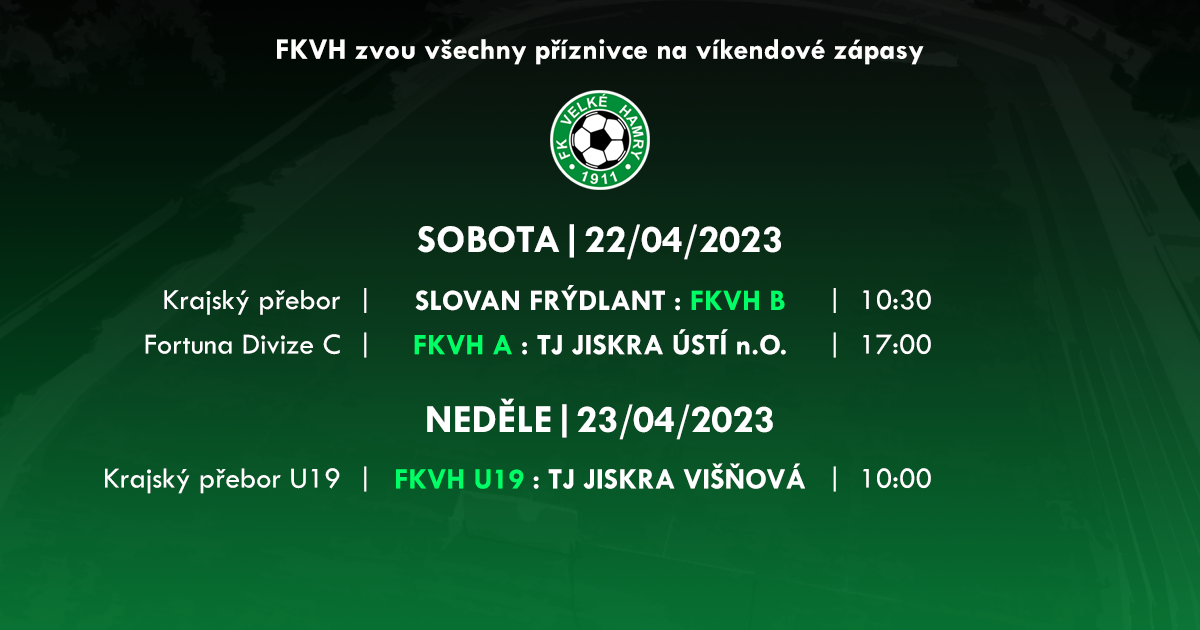 FKVH zvou všechny příznivce na víkendové zápasy
FK VELKÉ HAMRY
1911
SOBOTA | 22/04/2023
Krajský přebor | SLOVAN FRÝDLANT : FKVH B | 10:30
Fortuna Divize C | FKVH A : TJ JISKRA ÚSTÍ n.O. | 17:00
NEDĚLE | 23/04/2023
Krajský přebor U19 | FKVH U19 : TJ JISKRA VIŠŇOVÁ | 10:00